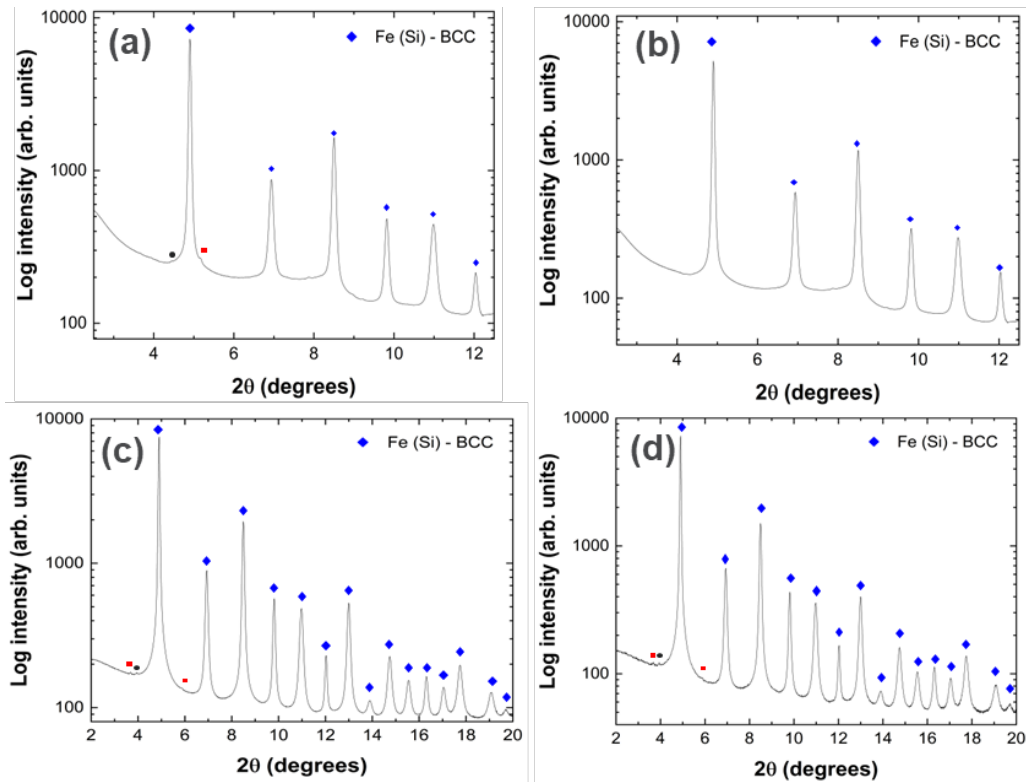 (a)
Fe (Si) - BCC
10000
1000
100
Log intensity (arb. units)
4 6 8 10 12
2θ (degrees)
(b)
Fe (Si) - BCC
10000
1000
100
Log intensity (arb. units)
4 6 8 10 12
2θ (degrees)
(c)
Fe (Si) - BCC
10000
1000
100
Log intensity (arb. units)
2 4 6 8 10 12 14 16 18 20
2θ (degrees)
(d)
Fe (Si) - BCC
10000
1000
100
Log intensity (arb. units)
2 4 6 8 10 12 14 16 18 20
2θ (degrees)